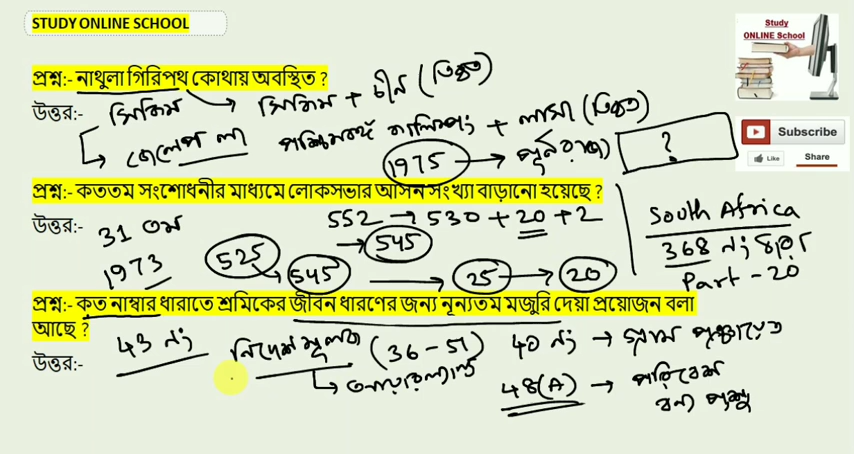 STUDY ONLINE SCHOOL
Study
ONLINE School
প্রশ্ন:- নাথুলা গিরিপথ কোথায় অবস্থিত ?
উত্তর:- সিকিম → সিকিম + চীন (তিব্বত)
জেলেপ লা পশ্চিমবঙ্গ কালিম্পং + লাসা (তিব্বত)
1975 → পূর্নরাজ্য ?
Subscribe
Like Share
প্রশ্ন:- কততম সংশোধনীর মাধ্যমে লোকসভার আসন সংখ্যা বাড়ানো হয়েছে ?
উত্তর:- 31 তম 552 → 530 + 20 + 2
1973 525 → 545
545 → 25 → 20
South Africa
368 নং ধারা
Part - 20
প্রশ্ন:- কত নাম্বার ধারাতে শ্রমিকের জীবন ধারণের জন্য নূন্যতম মজুরি দেয়া প্রয়োজন বলা
আছে ?
উত্তর:- 43 নং নির্দেশমূলক (36 - 51) 40 নং → গ্রাম পঞ্চায়েত
আয়ারল্যান্ড 48(A) → পরিবেশ
বন্য